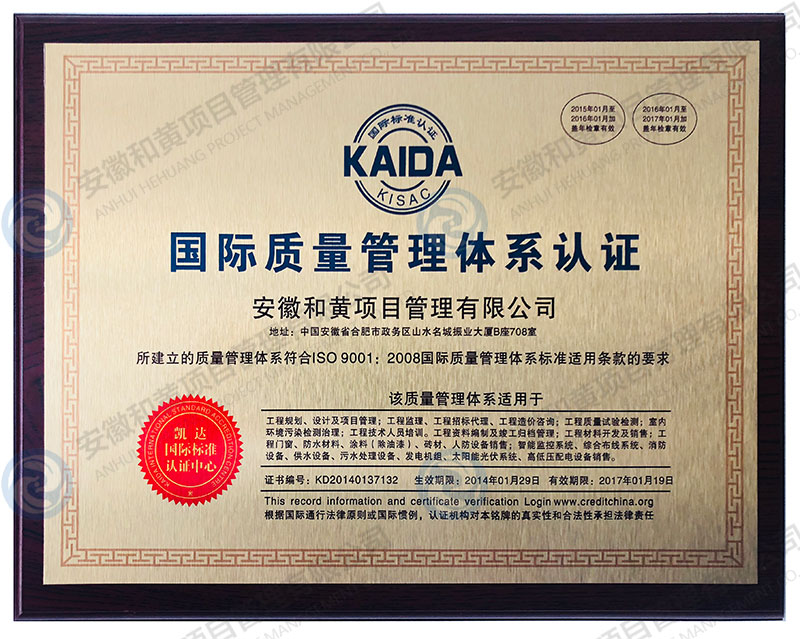 国际标准认证
KAIDA
KISAC
2015年01月至
2016年01月加
盖年检章有效
2016年01月至
2017年01月加
盖年检章有效
国际质量管理体系认证
安徽和黄项目管理有限公司
地址：中国安徽省合肥市政务区山水名城振业大厦B座708室
所建立的质量管理体系符合ISO 9001：2008国际质量管理体系标准适用条款的要求
该质量管理体系适用于
工程规划、设计及项目管理；工程监理、工程招标代理、工程造价咨询；工程质量试验检测；室内
环境污染检测治理；工程技术人员培训。工程资料编制及竣工归档管理；工程材料开发及销售；工
程门窗、防水材料、涂料（除油漆）、砖材、人防设备销售；智能监控系统、综合布线系统、消防
设备、供水设备、污水处理设备、发电机组、太阳能光伏系统、高低压配电设备销售。
证书编号：KD20140137132 生效期限：2014年01月29日 有效期限：2017年01月19日
This record information and certificate verification Login www.creditchina.org
根据国际通行法律原则或国际惯例，认证机构对本铭牌的真实性和合法性承担法律责任
KAIDA INTERNATIONAL STANDARD ACCREDITATION CENTRE
凯达
国际标准
认证中心
安徽和黄项目管理有限公司
ANHUI HEHUANG PROJECT MANAGEMENT CO.,